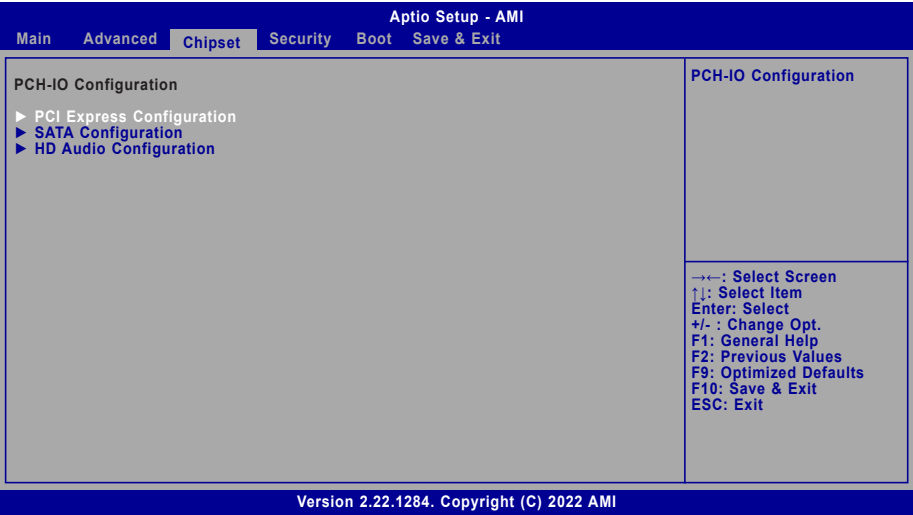 Aptio Setup - AMI
Main Advanced Chipset Security Boot Save & Exit
PCH-IO Configuration
► PCI Express Configuration
► SATA Configuration
► HD Audio Configuration
PCH-IO Configuration
→←: Select Screen
↑↓: Select Item
Enter: Select
+/- : Change Opt.
F1: General Help
F2: Previous Values
F9: Optimized Defaults
F10: Save & Exit
ESC: Exit
Version 2.22.1284. Copyright (C) 2022 AMI